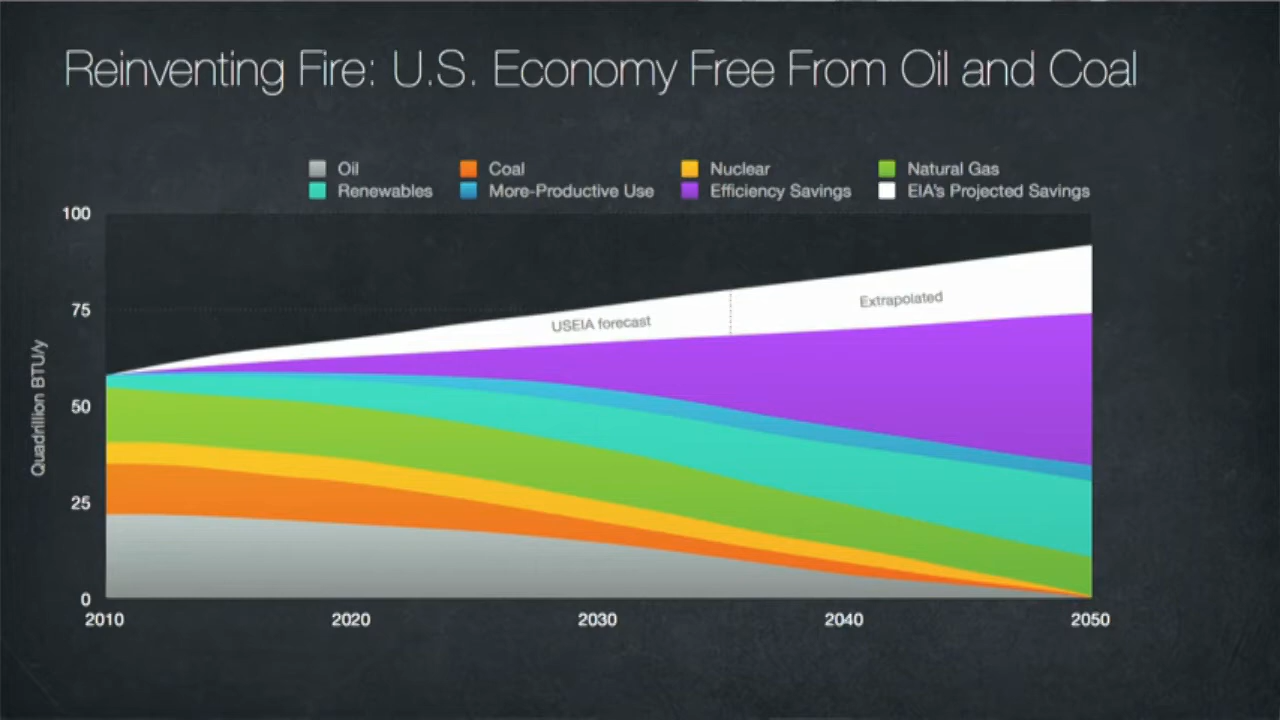 Reinventing Fire: U.S. Economy Free From Oil and Coal
Oil Coal Nuclear Natural Gas
Renewables More-Productive Use Efficiency Savings EIA's Projected Savings
100
75
50
25
0
Quadrillion BTU/y
USEIA forecast
Extrapolated
2010 2020 2030 2040 2050